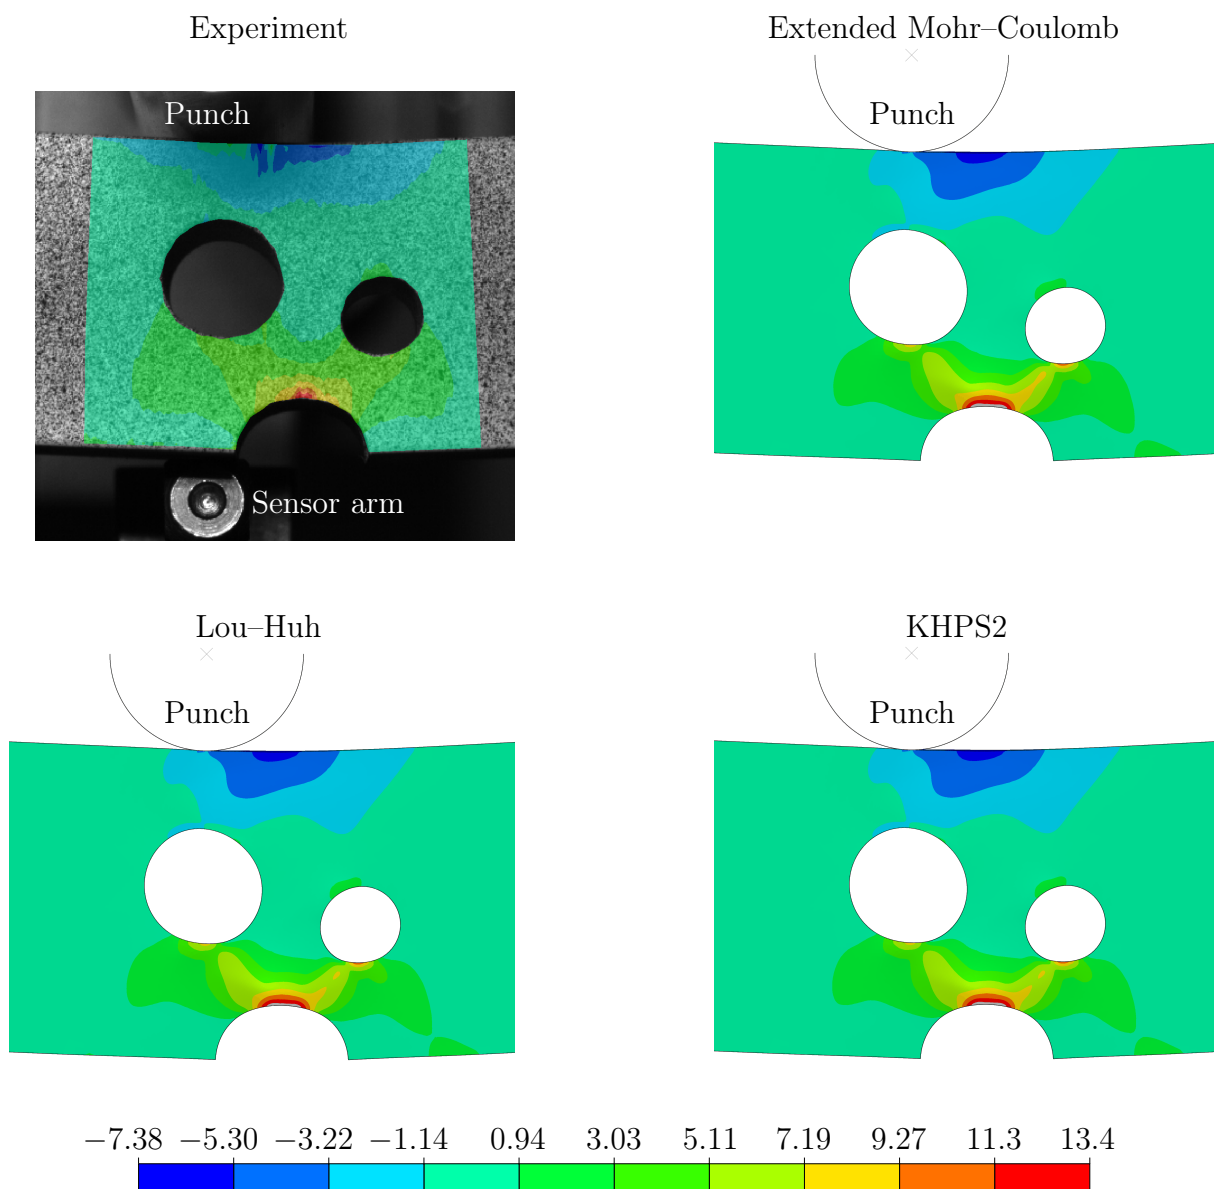 Experiment
Extended Mohr–Coulomb
Punch
Punch
Sensor arm
Lou–Huh
KHPS2
Punch
Punch
−7.38 −5.30 −3.22 −1.14 0.94 3.03 5.11 7.19 9.27 11.3 13.4